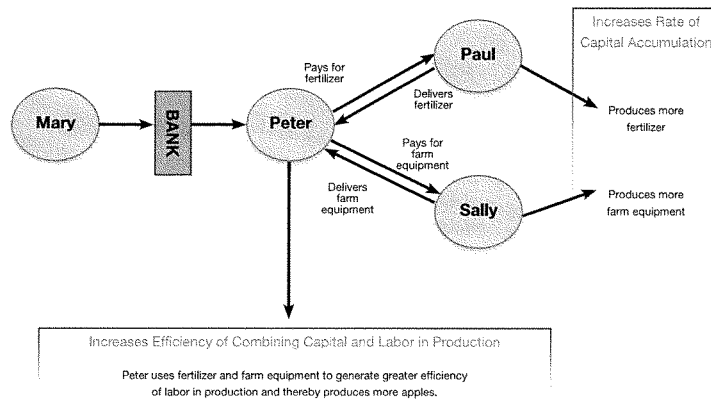 Increases Rate of
Capital Accumulation
Paul
Pays for
fertilizer
Delivers
fertilizer
Produces more
fertilizer
Mary
BANK
Peter
Pays for
farm
equipment
Delivers
farm
equipment
Sally
Produces more
farm equipment
Increases Efficiency of Combining Capital and Labor in Production
Peter uses fertilizer and farm equipment to generate greater efficiency
of labor in production and thereby produces more apples.